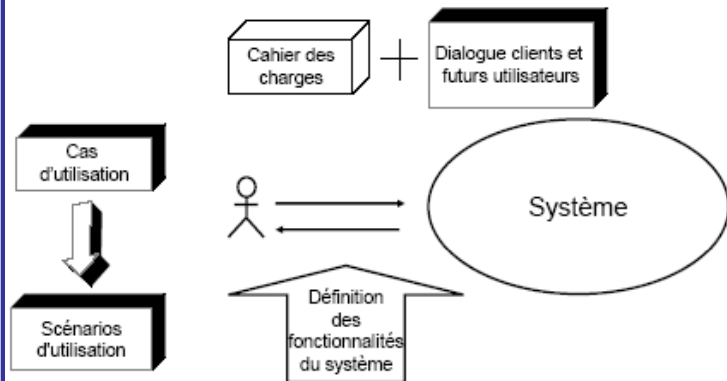 Cahier des
charges
Dialogue clients et
futurs utilisateurs
Cas
d'utilisation
Système
Scénarios
d'utilisation
Définition
des
fonctionnalités
du système